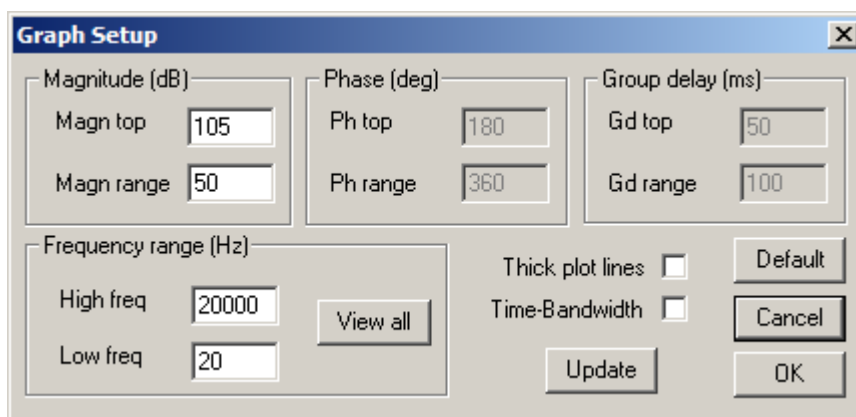 Graph Setup
Magnitude (dB)
Magn top 105
Magn range 50
Phase (deg)
Ph top 180
Ph range 360
Group delay (ms)
Gd top 50
Gd range 100
Frequency range (Hz)
High freq 20000
Low freq 20
View all
Thick plot lines
Time-Bandwidth
Update
Default
Cancel
OK